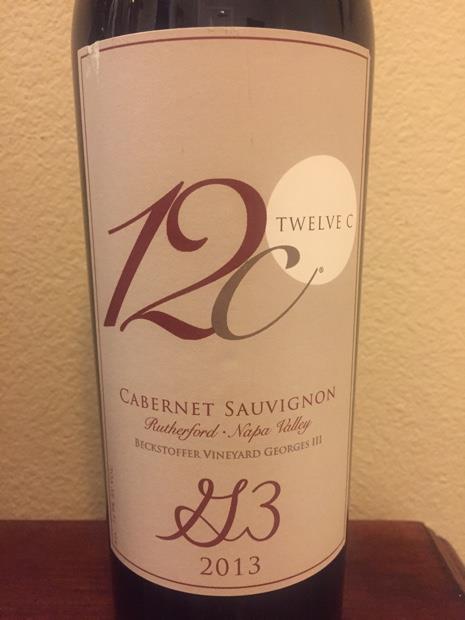 12c
TWELVE C
®
CABERNET SAUVIGNON
Rutherford · Napa Valley
BECKSTOFFER VINEYARD GEORGES III
G3
2013